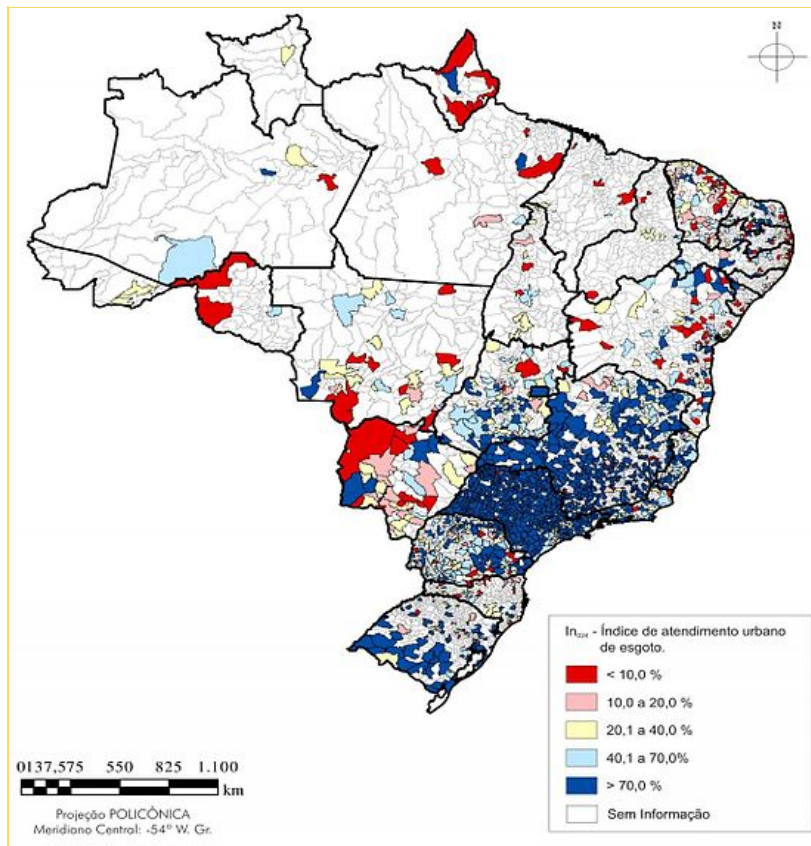 N
In₀₂₄ - Índice de atendimento urbano
de esgoto.
< 10,0 %
10,0 a 20,0 %
20,1 a 40,0 %
40,1 a 70,0%
> 70,0 %
Sem Informação
0137,575 550 825 1.100
km
Projeção POLICÔNICA
Meridiano Central: -54° W. Gr.